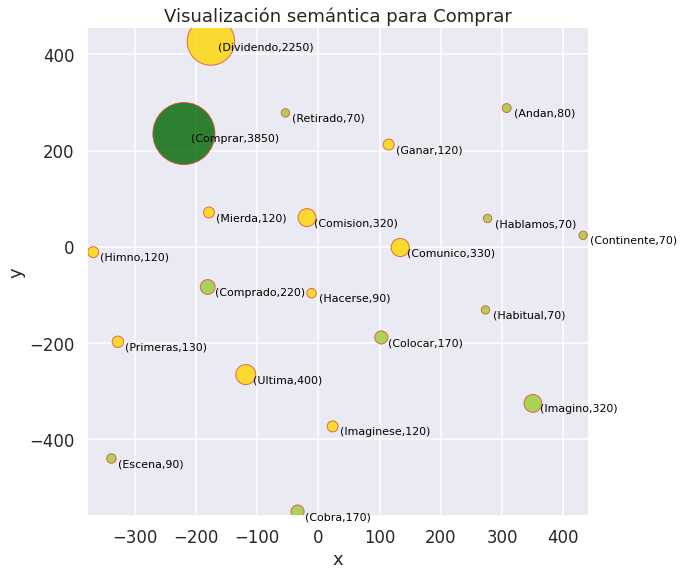 Visualización semántica para Comprar
400
200
0
−200
−400
y
(Dividendo,2250)
(Retirado,70)
(Andan,80)
(Comprar,3850)
(Ganar,120)
(Mierda,120)
(Comision,320)
(Hablamos,70)
(Continente,70)
(Himno,120)
(Comunico,330)
(Comprado,220)
(Hacerse,90)
(Habitual,70)
(Primeras,130)
(Colocar,170)
(Ultima,400)
(Imagino,320)
(Imaginese,120)
(Escena,90)
(Cobra,170)
−300 −200 −100 0 100 200 300 400
x